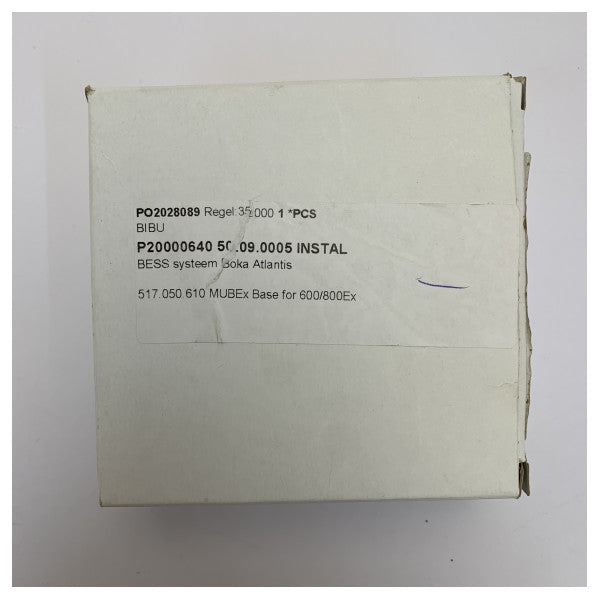 PO2028089 Regel:35.000 1 *PCS
BIBU
P20000640 .09.0005 INSTAL
BESS systeem Boka Atlantis
517.050.610 MUBEx Base for 600/800Ex